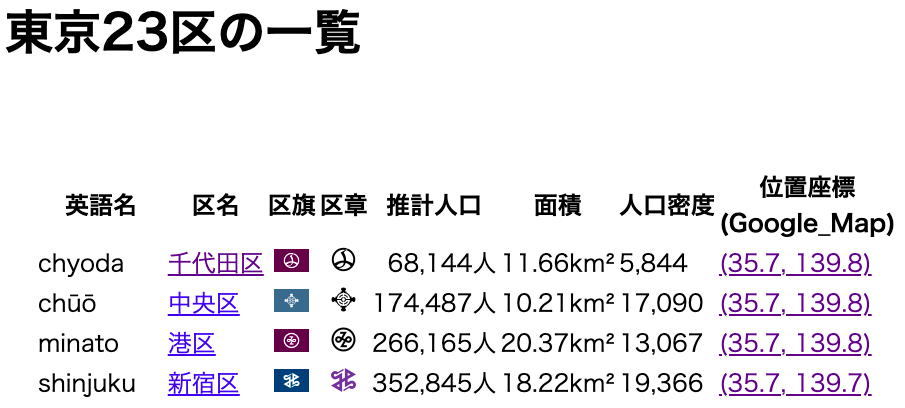 東京23区の一覧
英語名 区名 区旗 区章 推計人口 面積 人口密度 位置座標 (Google_Map)
chyoda 千代田区 68,144人 11.66km² 5,844 (35.7, 139.8)
chūō 中央区 174,487人 10.21km² 17,090 (35.7, 139.8)
minato 港区 266,165人 20.37km² 13,067 (35.7, 139.8)
shinjuku 新宿区 352,845人 18.22km² 19,366 (35.7, 139.7)